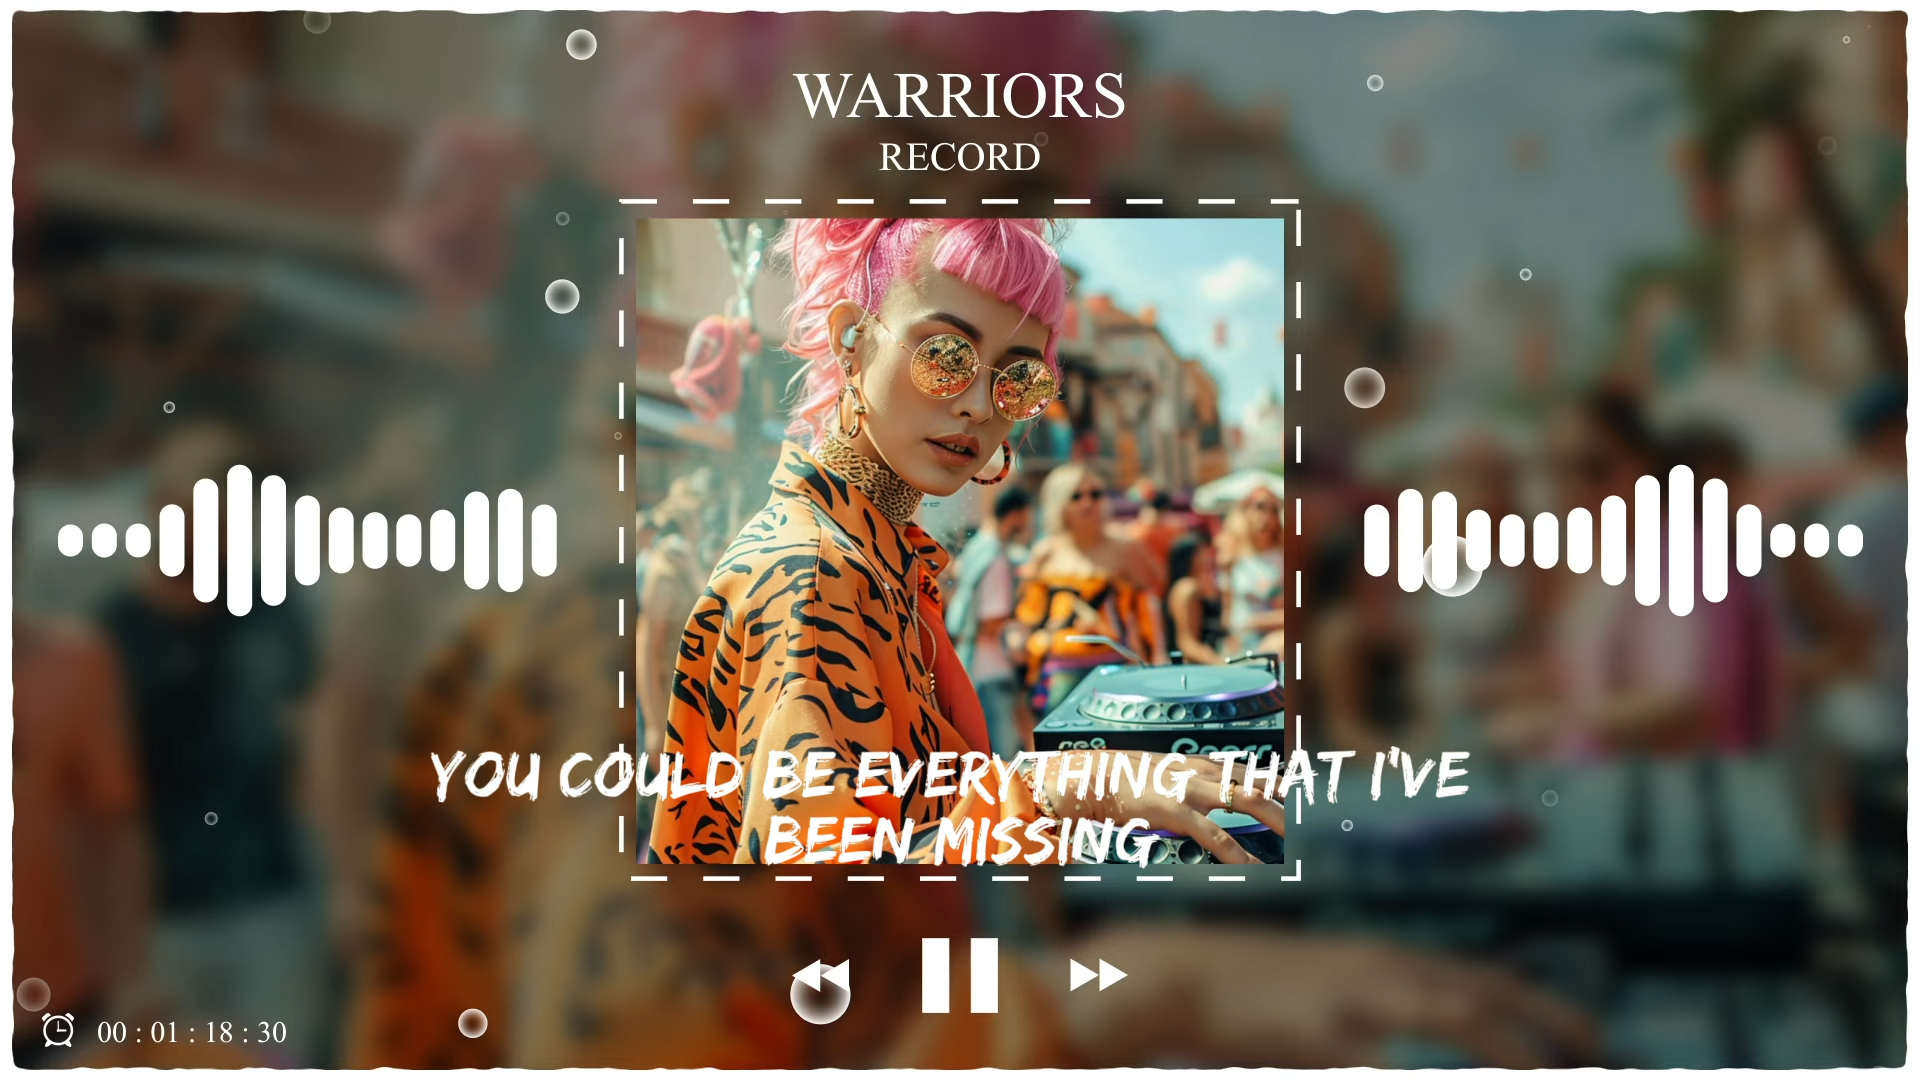 WARRIORS
RECORD
YOU COULD BE EVERYTHING THAT I'VE
BEEN MISSING
00 : 01 : 18 : 30